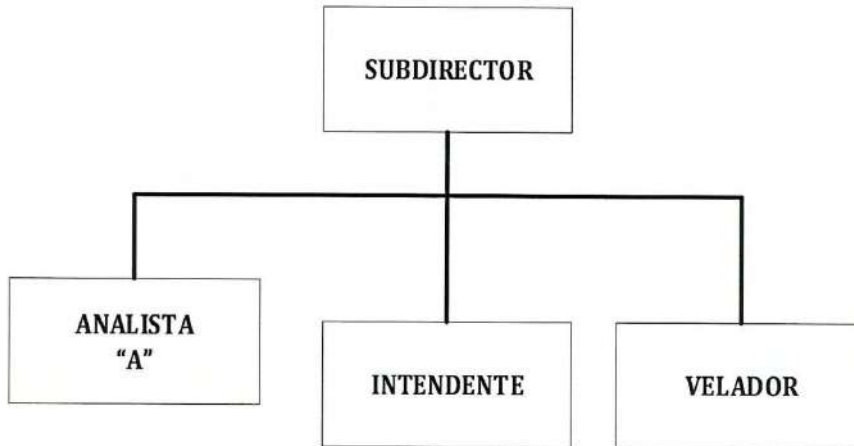 SUBDIRECTOR
ANALISTA
“A”
INTENDENTE
VELADOR